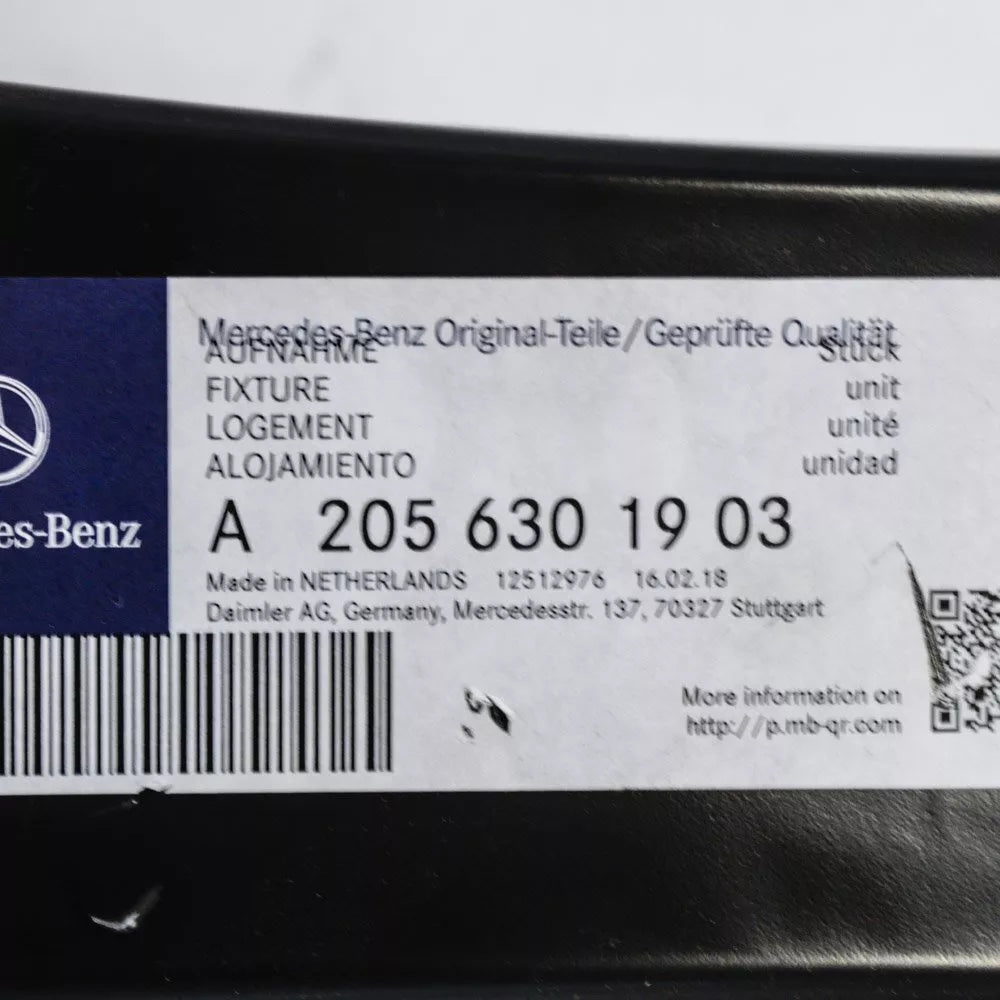 Mercedes-Benz Original-Teile/Geprüfte Qualität
AUFNAHME Stück
FIXTURE unit
LOGEMENT unité
ALOJAMIENTO unidad
A 205 630 19 03
es-Benz
Made in NETHERLANDS 12512976 16.02.18
Daimler AG, Germany, Mercedesstr. 137, 70327 Stuttgart
More information on
http://p.mb-qr.com